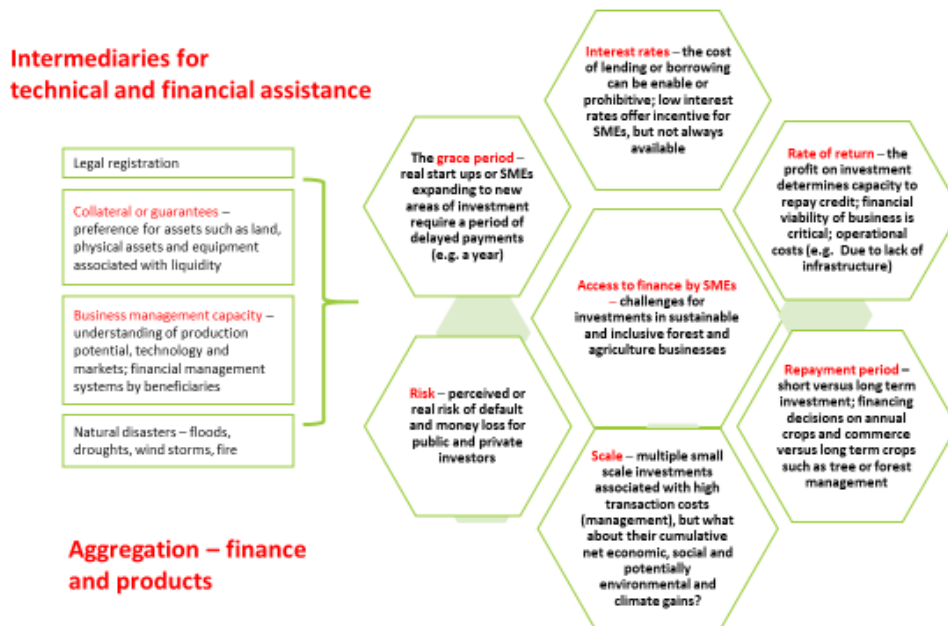 Intermediaries for
technical and financial assistance
Legal registration
Collateral or guarantees –
preference for assets such as land,
physical assets and equipment
associated with liquidity
Business management capacity –
understanding of production
potential, technology and
markets; financial management
systems by beneficiaries
Natural disasters – floods,
droughts, wind storms, fire
Aggregation – finance
and products
The grace period –
real start ups or SMEs
expanding to new
areas of investment
require a period of
delayed payments
(e.g. a year)
Risk – perceived or
real risk of default
and money loss for
public and private
investors
Interest rates – the cost
of lending or borrowing
can be enable or
prohibitive; low interest
rates offer incentive for
SMEs, but not always
available
Access to finance by SMEs
– challenges for
investments in sustainable
and inclusive forest and
agriculture businesses
Scale – multiple small
scale investments
associated with high
transaction costs
(management), but what
about their cumulative
net economic, social and
potentially
environmental and
climate gains?
Rate of return – the
profit on investment
determines capacity to
repay credit; financial
viability of business is
critical; operational
costs (e.g. Due to lack of
infrastructure)
Repayment period –
short versus long term
investment; financing
decisions on annual
crops and commerce
versus long term crops
such as tree or forest
management